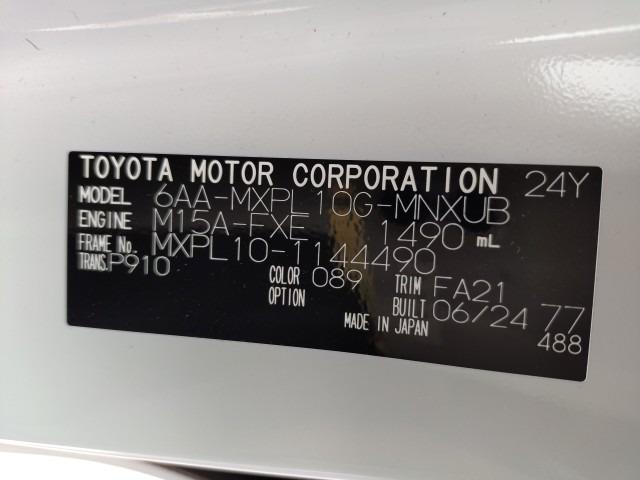 TOYOTA MOTOR CORPORATION 24Y
MODEL 6AA-MXPL10G-MNXUB
ENGINE M15A-FXE 1490 mL
FRAME No. MXPL10-1144490
TRANS. P910 COLOR 089 TRIM FA21
OPTION BUILT 06/24 77
MADE IN JAPAN 488